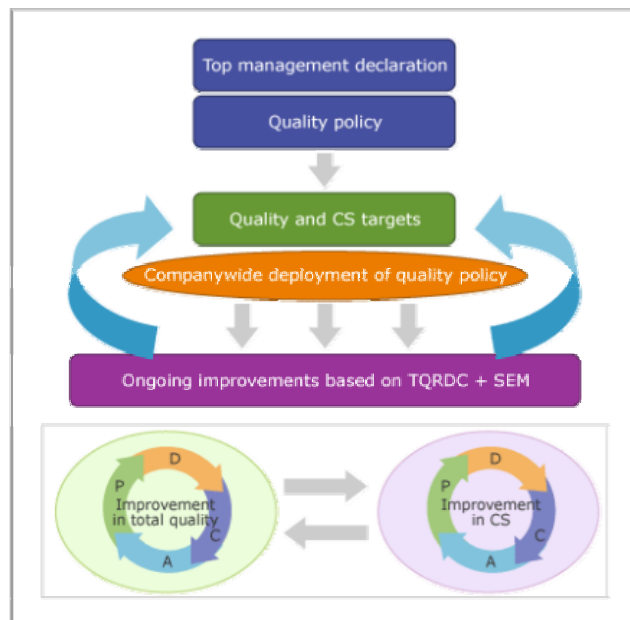 Top management declaration
Quality policy
Quality and CS targets
Companywide deployment of quality policy
Ongoing improvements based on TQRDC + SEM
D
P
Improvement
in total quality
C
A
D
P
Improvement
in CS
C
A